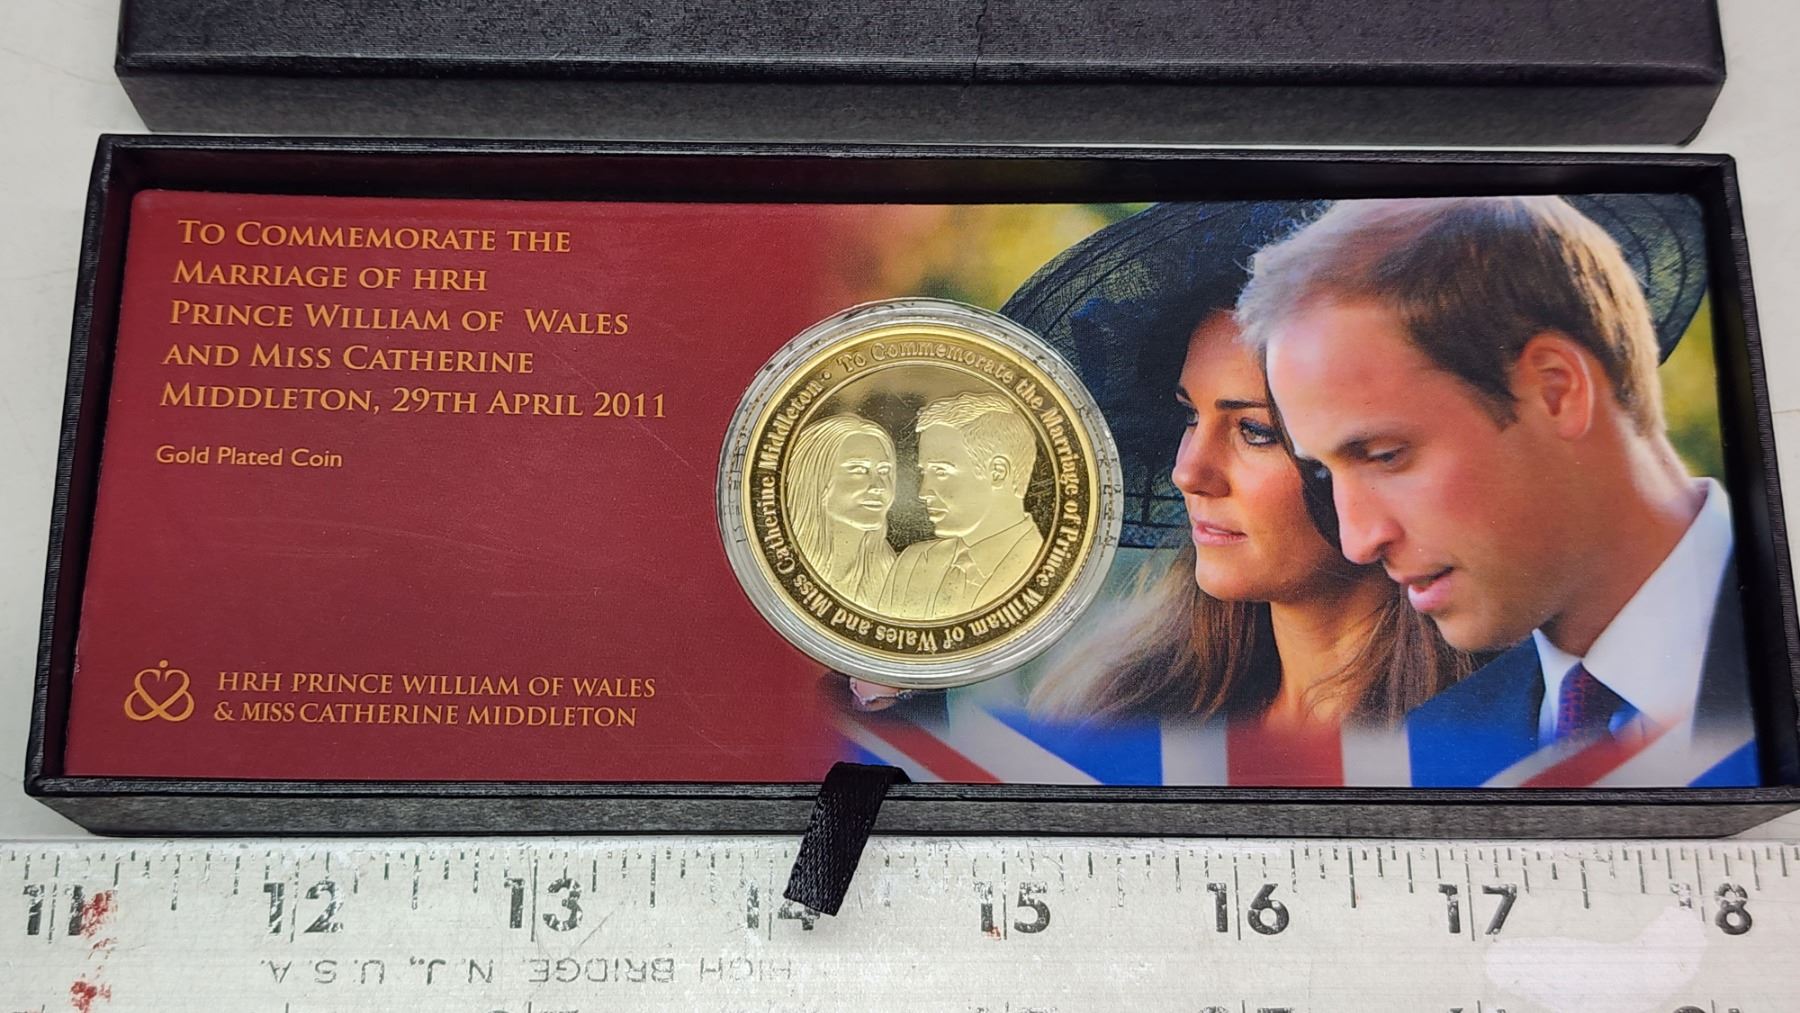 To Commemorate the
Marriage of HRH
Prince William of Wales
and Miss Catherine
Middleton, 29th April 2011
Gold Plated Coin
HRH PRINCE WILLIAM OF WALES
& MISS CATHERINE MIDDLETON
To Commemorate the Marriage of Prince William of Wales and Miss Catherine Middleton •
11 12 13 14 15 16 17 18
HIGH BRIDGE, N.J., U.S.A.